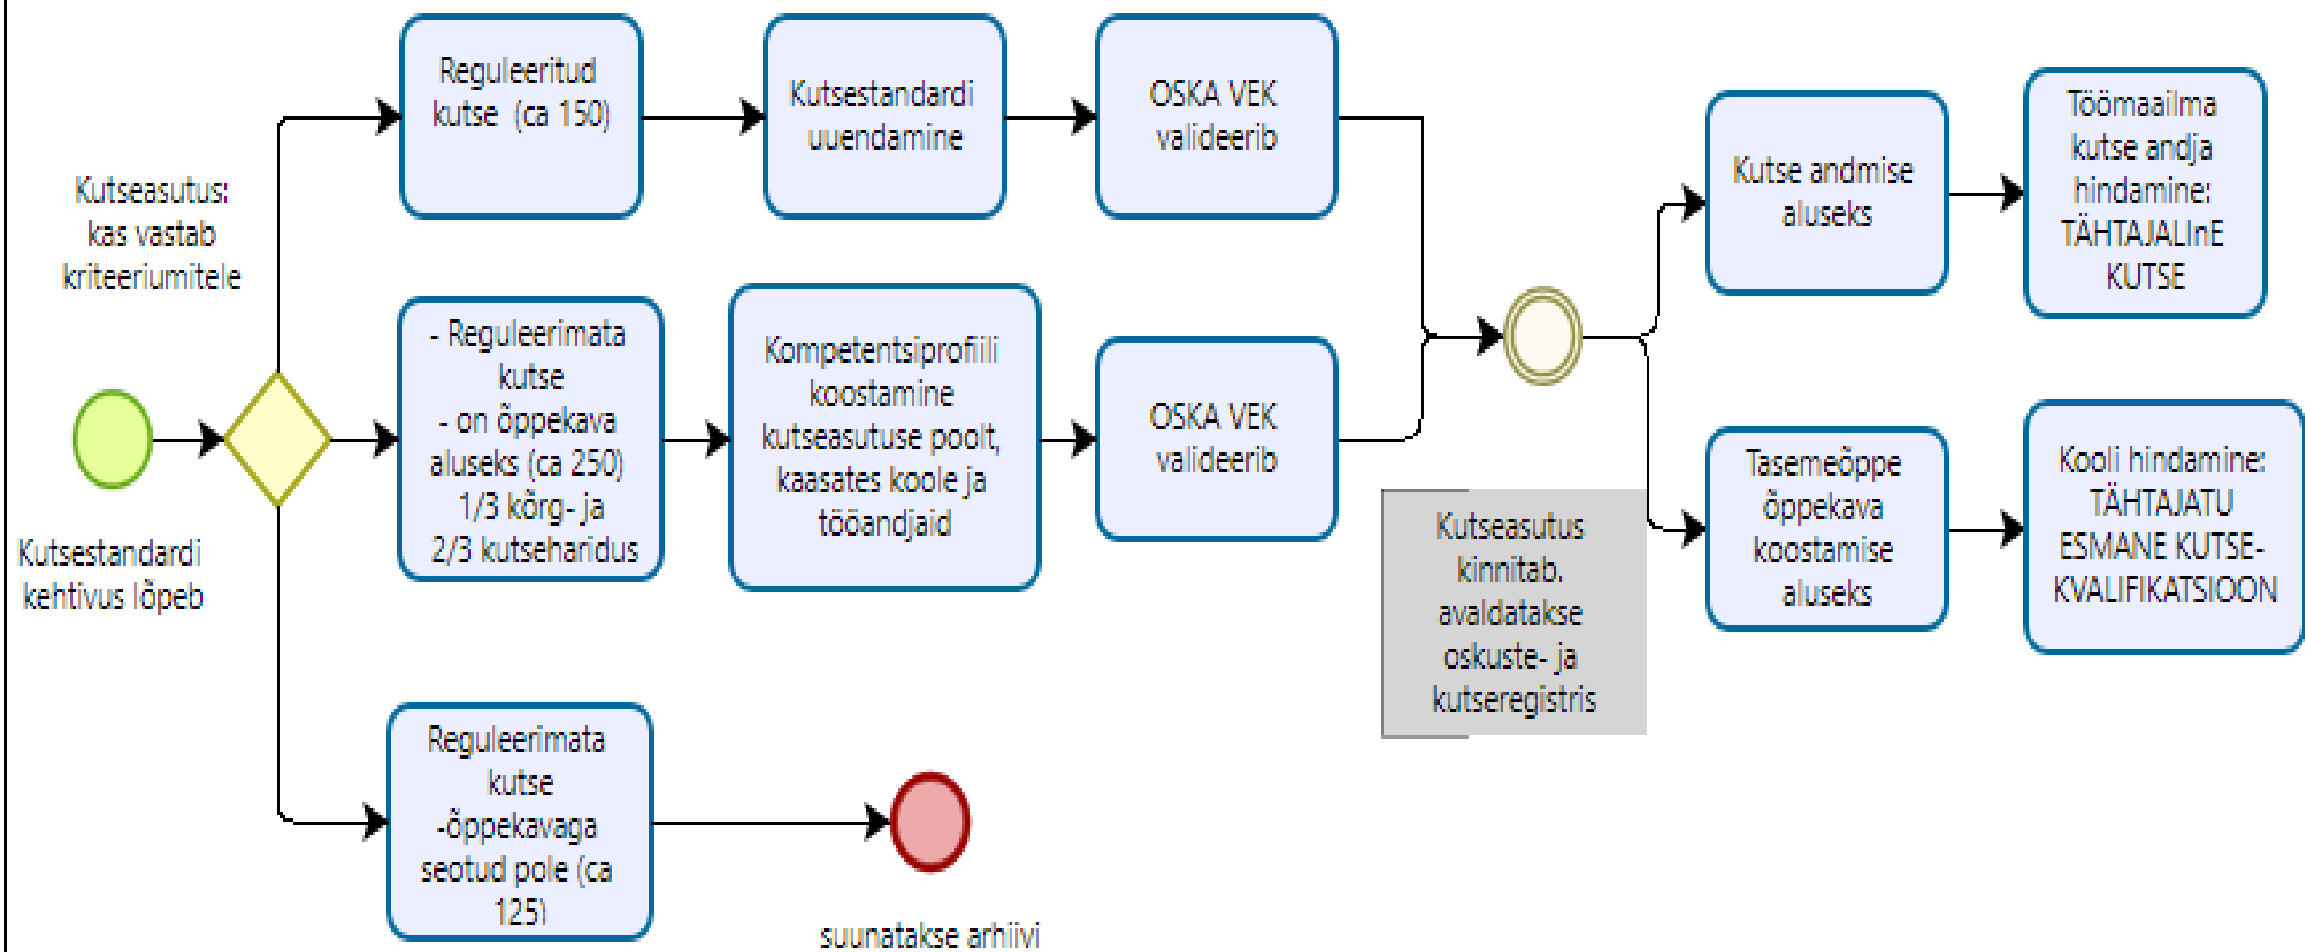 Kutseasutus:
kas vastab
kriteeriumitele
Kutsestandardi
kehtivus lõpeb
Reguleeritud
kutse (ca 150)
Kutsestandardi
uuendamine
OSKA VEK
valideerib
- Reguleerimata
kutse
- on õppekava
aluseks (ca 250)
1/3 kõrg- ja
2/3 kutseharidus
Kompetentsiprofiili
koostamine
kutseasutuse poolt,
kaasates koole ja
tööandjaid
OSKA VEK
valideerib
Reguleerimata
kutse
-õppekavaga
seotud pole (ca
125)
suunatakse arhiivi
Kutseasutus
kinnitab.
avaldatakse
oskuste- ja
kutseregistris
Kutse andmise
aluseks
Töömaailma
kutse andja
hindamine:
TÄHTAJALInE
KUTSE
Tasemeõppe
õppekava
koostamise
aluseks
Kooli hindamine:
TÄHTAJATU
ESMANE KUTSE-
KVALIFIKATSIOON